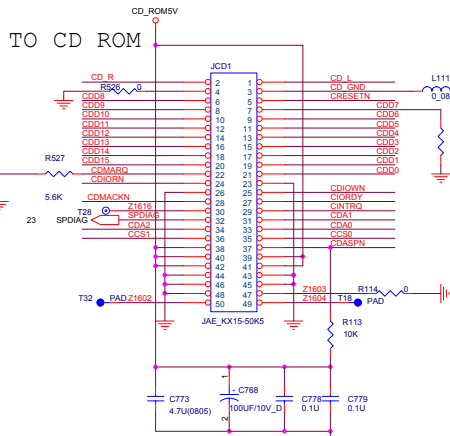 CD_ROM5V
TO CD ROM
JCD1
CD_R 2 1 CD_L
R526 0 4 3 CD_GND L111
CDD8 6 5 CRESETN 0_08
CDD9 8 7 CDD7
CDD10 10 9 CDD6
CDD11 12 11 CDD5
CDD12 14 13 CDD4
CDD13 16 15 CDD3
CDD14 18 17 CDD2
CDD15 20 19 CDD1
R527 CDMARQ 22 21 CDD0
CDIORN 24 23
5.6K 26 25 CDIOWN
CDMACKN 28 27 CIORDY
T28 Z1616 30 29 CINTRQ
23 SPDIAG SPDIAG 32 31 CDA1
CDA2 34 33 CDA0
CCS1 36 35 CCS0
38 37 CDASPN
40 39
42 41
44 43
46 45
48 47 Z1603 R114 0
T32 PAD Z1602 50 49 Z1604 T18 PAD
JAE_KX15-50K5
R113
10K
1
C773 + C768 C778 C779
4.7U(0805) 100UF/10V_D 0.1U 0.1U
2